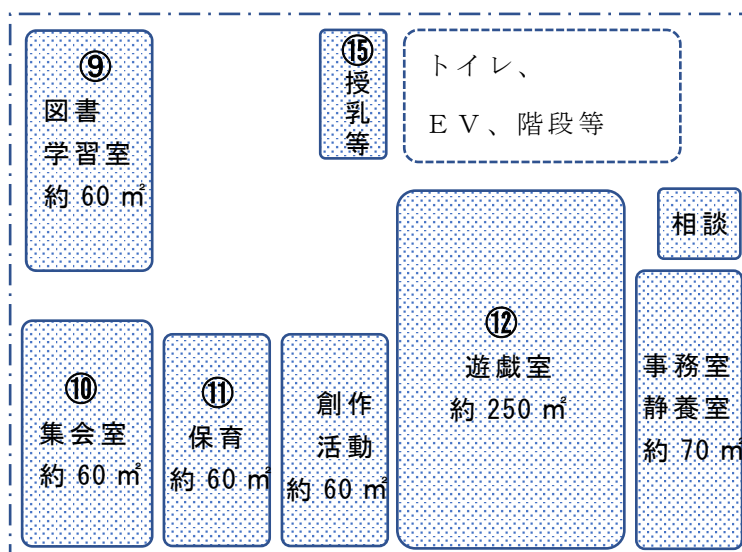 ⑨
図書
学習室
約 60 ㎡
⑮
授
乳
等
トイレ、
ＥＶ、階段等
相談
⑩
集会室
約 60 ㎡
⑪
保育
約 60 ㎡
創作
活動
約 60 ㎡
⑫
遊戯室
約 250 ㎡
事務室
静養室
約 70 ㎡